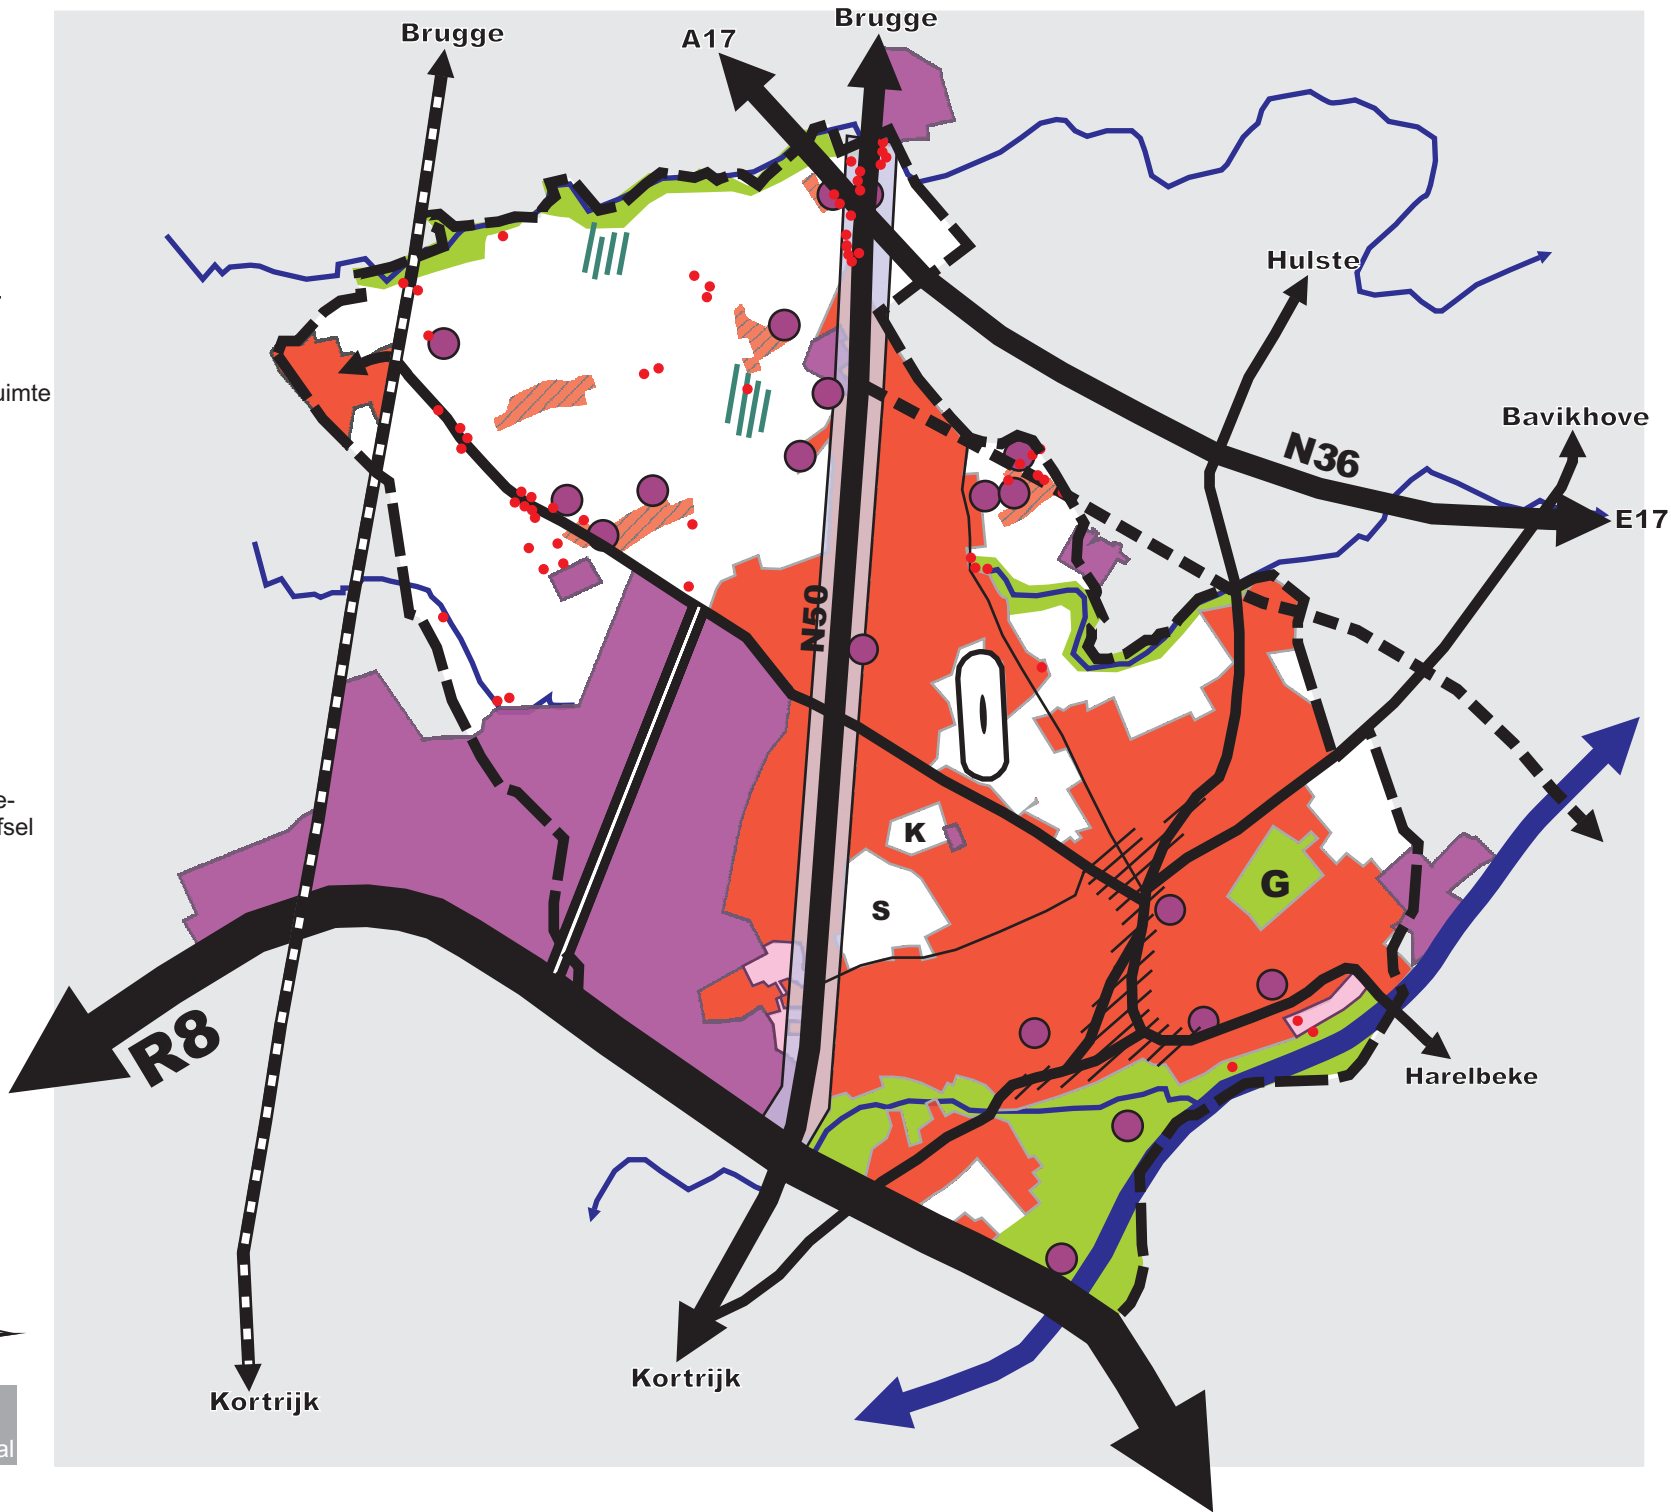 Brugge
Brugge
A17
Hulste
uimte
Bavikhove
N36
E17
N50
e-
fsel
K
G
S
R8
Harelbeke
Kortrijk
Kortrijk
al